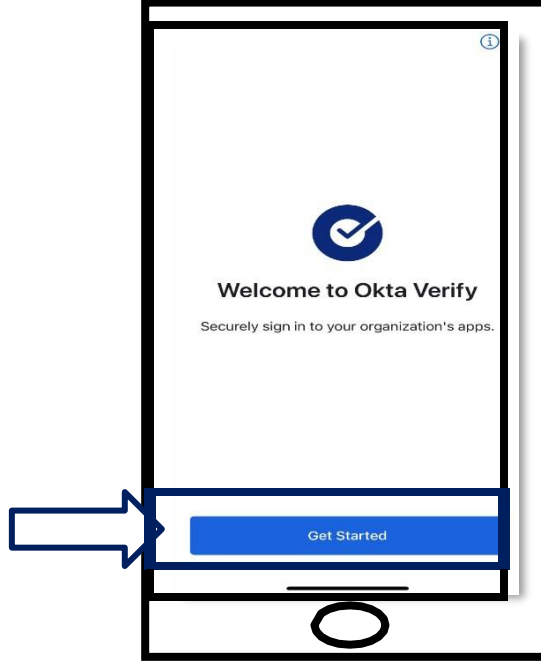 Welcome to Okta Verify
Securely sign in to your organization's apps.
Get Started